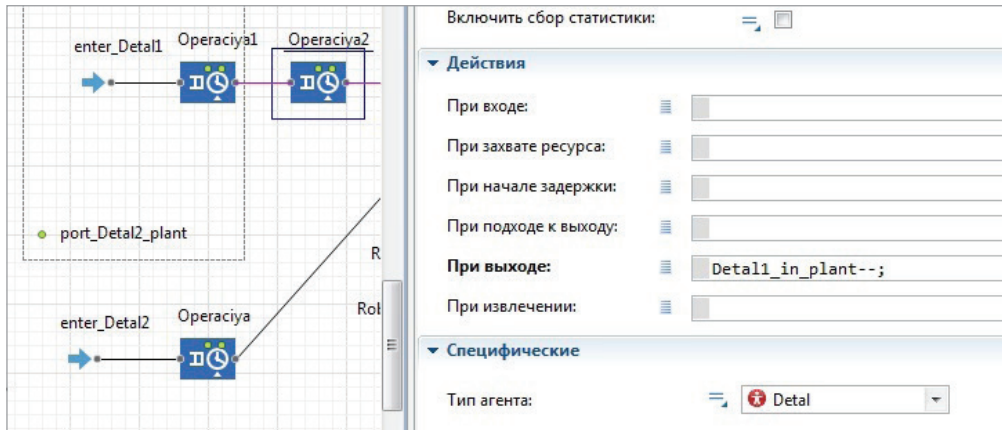 enter_Detal1 Operaciya1 Operaciya2
port_Detal2_plant
R
Rob
enter_Detal2 Operaciya
Включить сбор статистики:
Действия
При входе:
При захвате ресурса:
При начале задержки:
При подходе к выходу:
При выходе: Detal1_in_plant--;
При извлечении:
Специфические
Тип агента: Detal